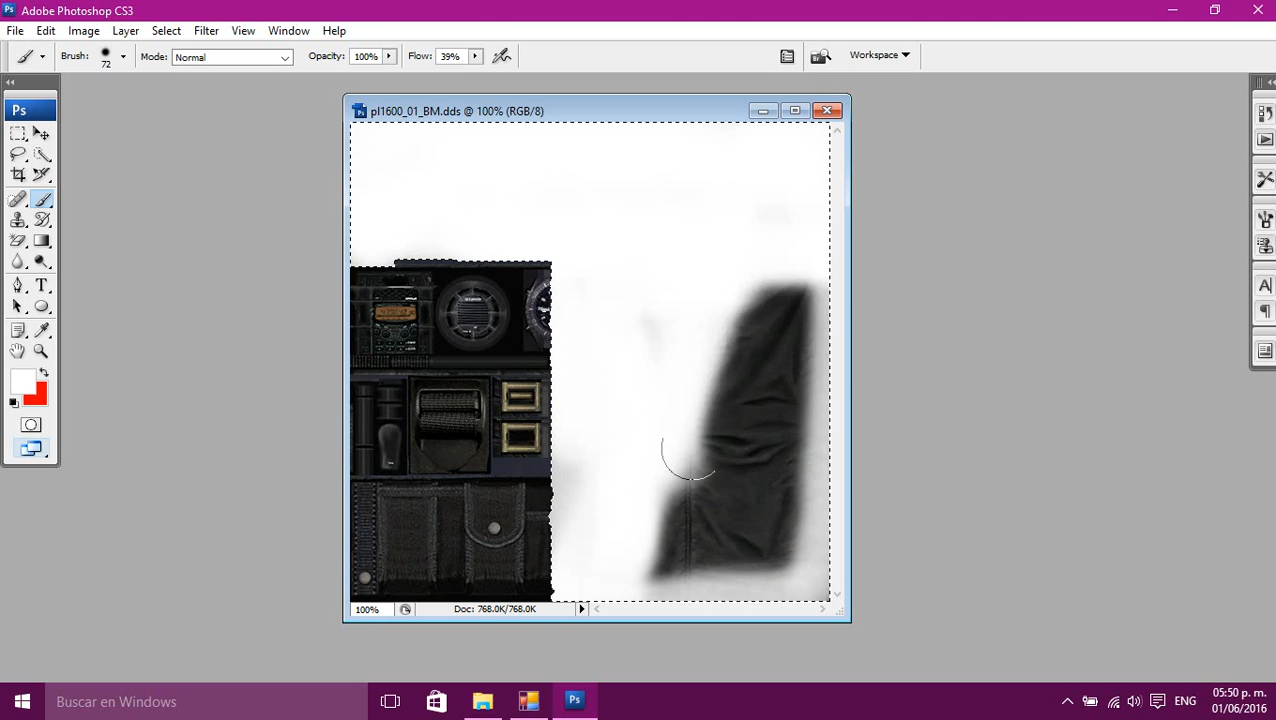 Ps Adobe Photoshop CS3
File Edit Image Layer Select Filter View Window Help
Brush: 72 Mode: Normal Opacity: 100% Flow: 39% Workspace
Ps
pl1600_01_BM.dds @ 100% (RGB/8)
T
A
100% Doc: 768.0K/768.0K
Buscar en Windows
Ps
ENG
05:50 p. m.
01/06/2016